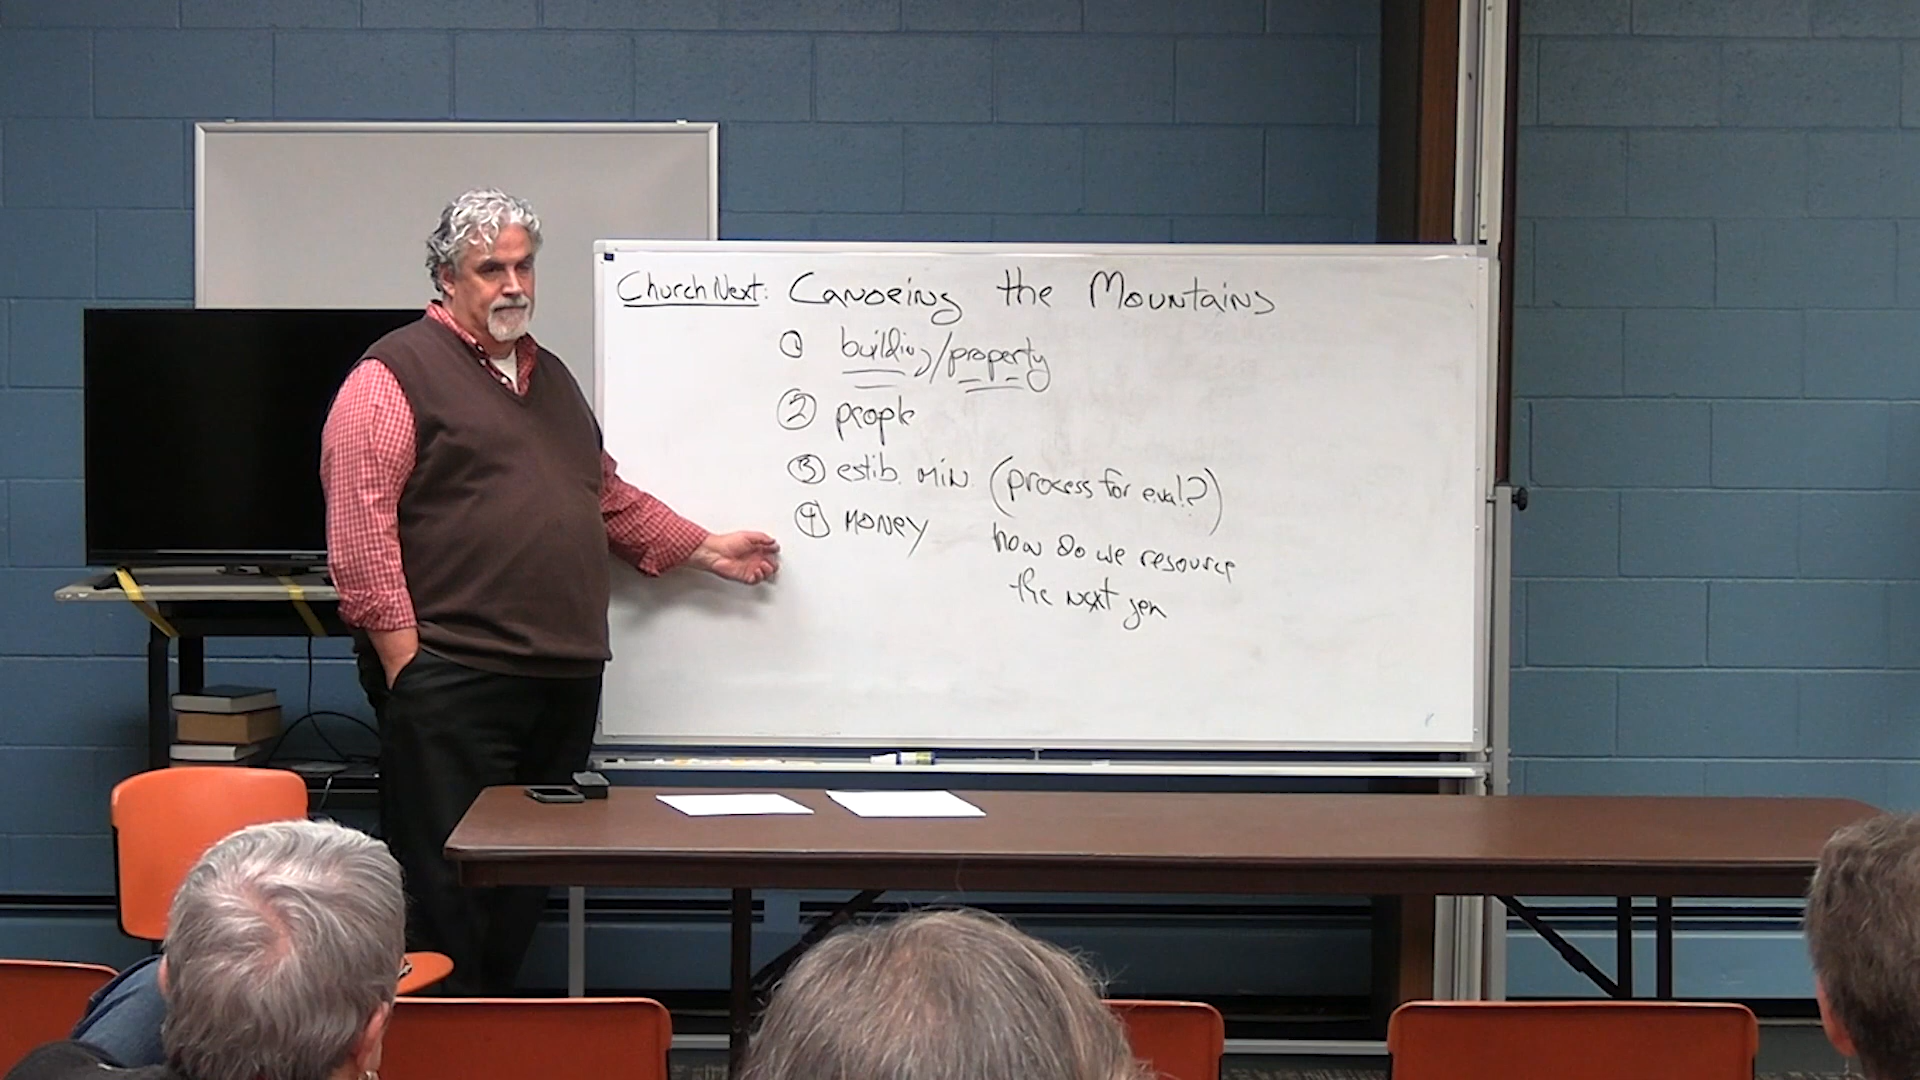 Church Next: Canoeing the Mountains
① building/property
② people
③ estib. min. (process for eval?)
④ Money
how do we resource
the next gen